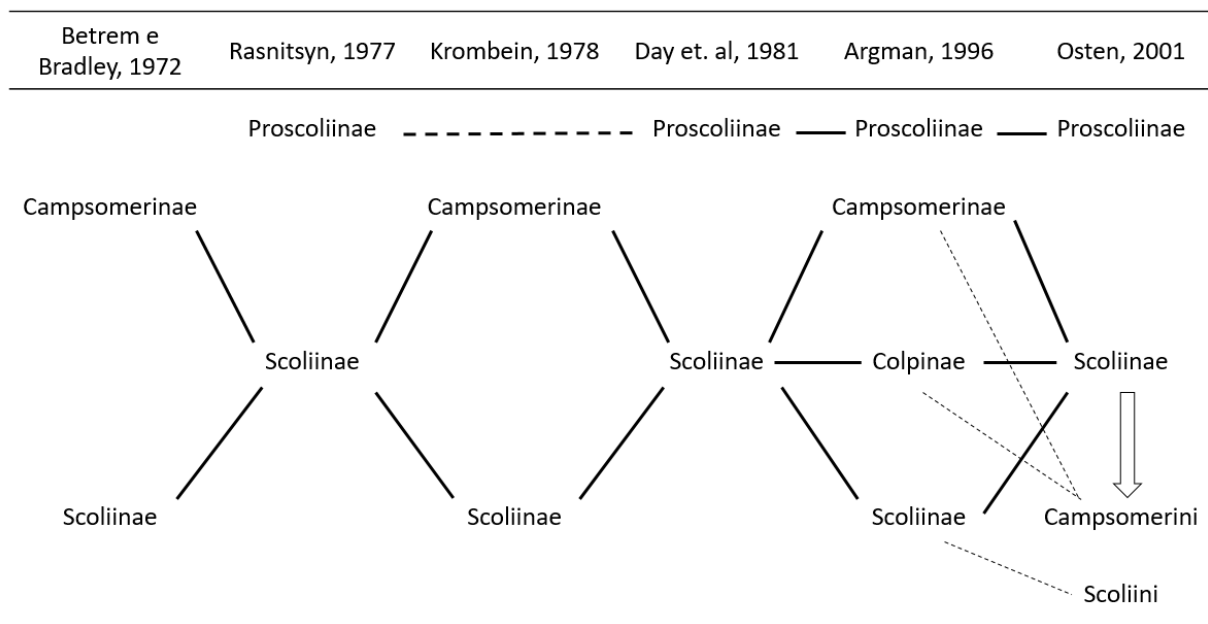 Betrem e
Bradley, 1972
Rasnitsyn, 1977
Krombein, 1978
Day et. al, 1981
Argman, 1996
Osten, 2001
Proscoliinae
Proscoliinae
Proscoliinae
Proscoliinae
Campsomerinae
Campsomerinae
Campsomerinae
Scoliinae
Scoliinae
Colpinae
Scoliinae
Scoliinae
Scoliinae
Scoliinae
Campsomerini
Scoliini